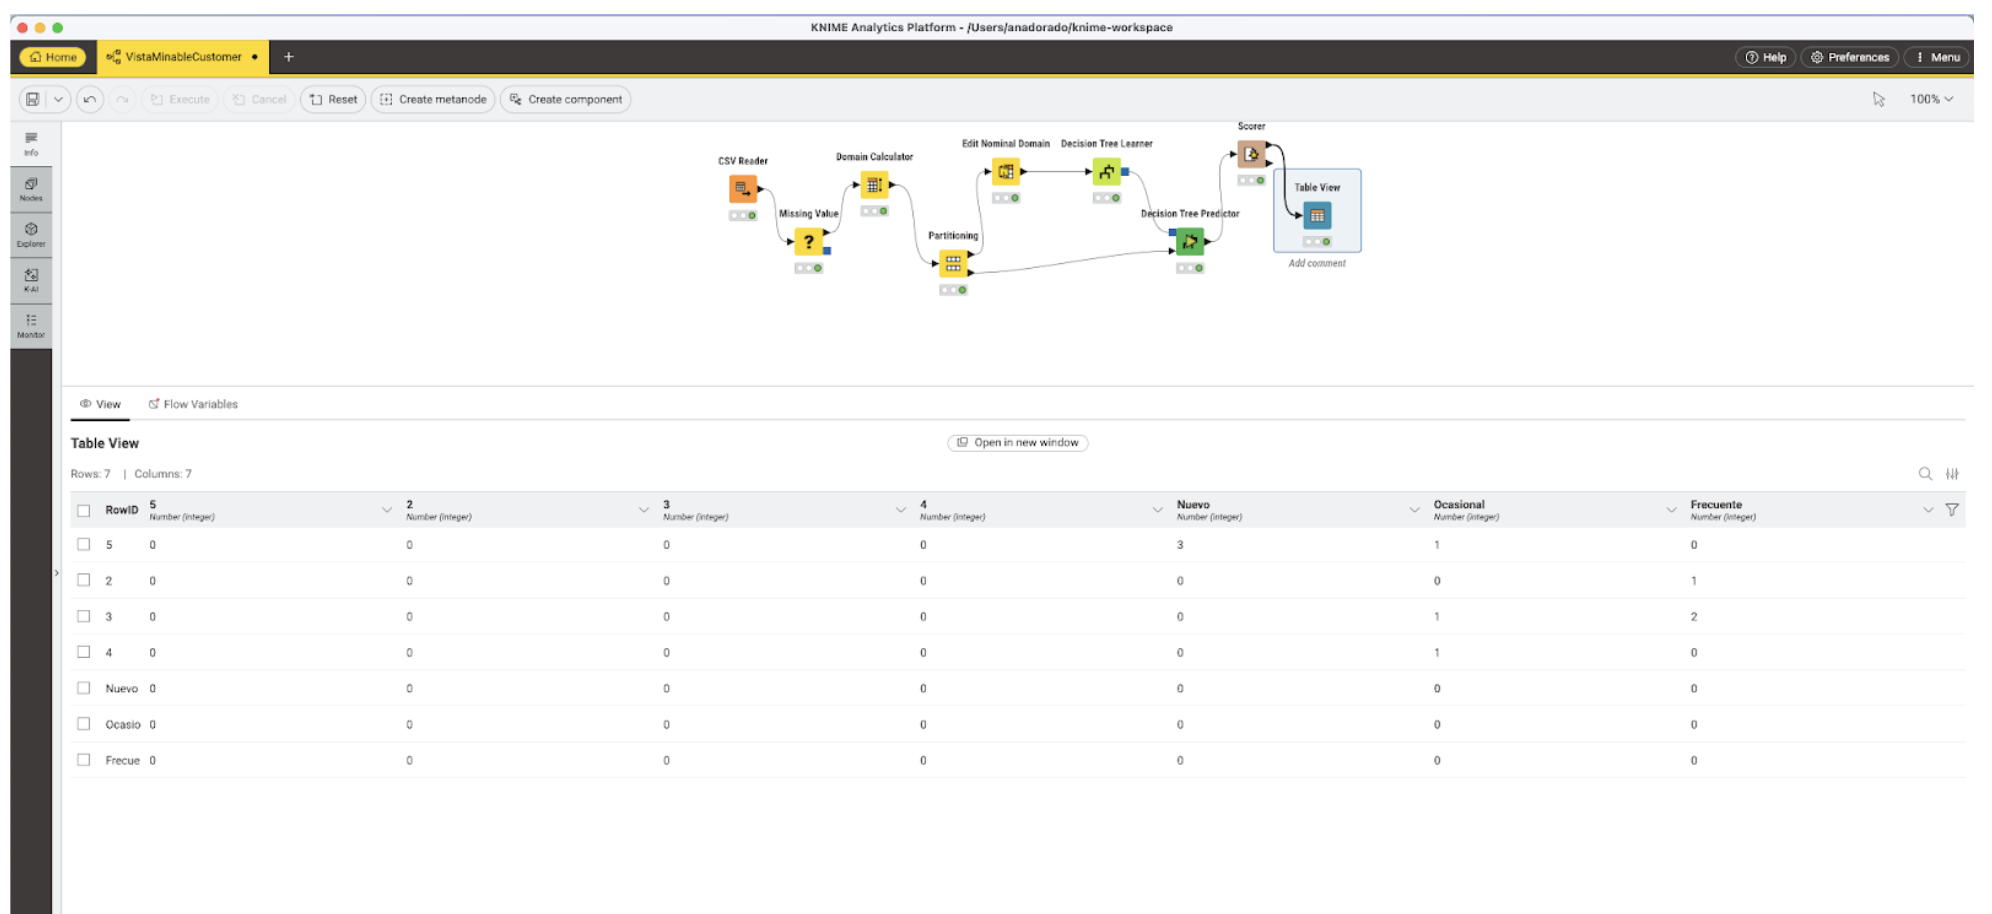 KNIME Analytics Platform - /Users/anadorado/knime-workspace
Home VistaMinableCustomer + Help Preferences Menu
Execute Cancel Reset Create metanode Create component 100%
Info
Nodes
Explorer
K-AI
Monitor
Scorer
Edit Nominal Domain Decision Tree Learner
CSV Reader Domain Calculator
Table View
Missing Value Decision Tree Predictor
?
Partitioning
Add comment
View Flow Variables
Table View Open in new window
Rows: 7 | Columns: 7
RowID 5 2 3 4 Nuevo Ocasional Frecuente
Number (integer) Number (integer) Number (integer) Number (integer) Number (integer) Number (integer) Number (integer)
5 0 0 0 0 3 1 0
2 0 0 0 0 0 0 1
3 0 0 0 0 0 1 2
4 0 0 0 0 0 1 0
Nuevo 0 0 0 0 0 0 0
Ocasio 0 0 0 0 0 0 0
Frecue 0 0 0 0 0 0 0